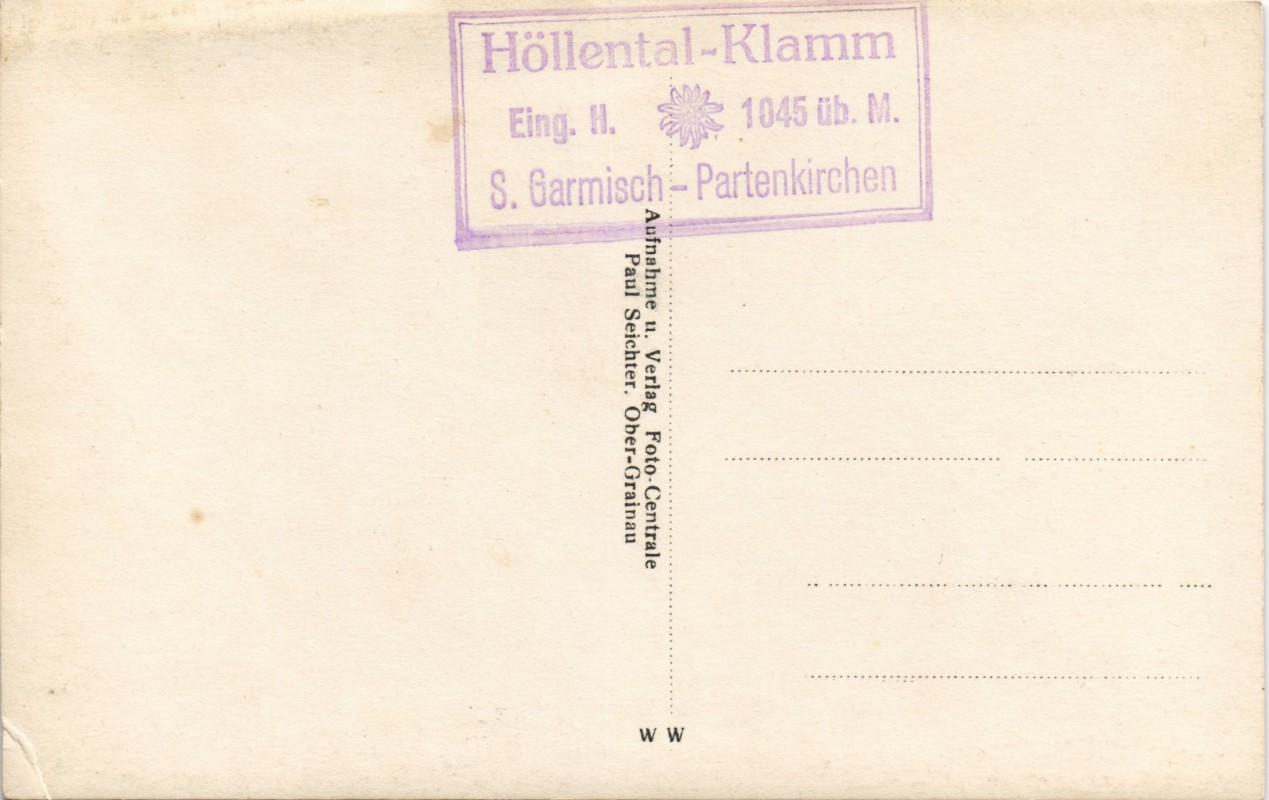 Höllental-Klamm
Eing. H. 1045 üb. M.
S. Garmisch-Partenkirchen
Aufnahme u. Verlag Foto-Centrale
Paul Seichter, Ober-Grainau
W W